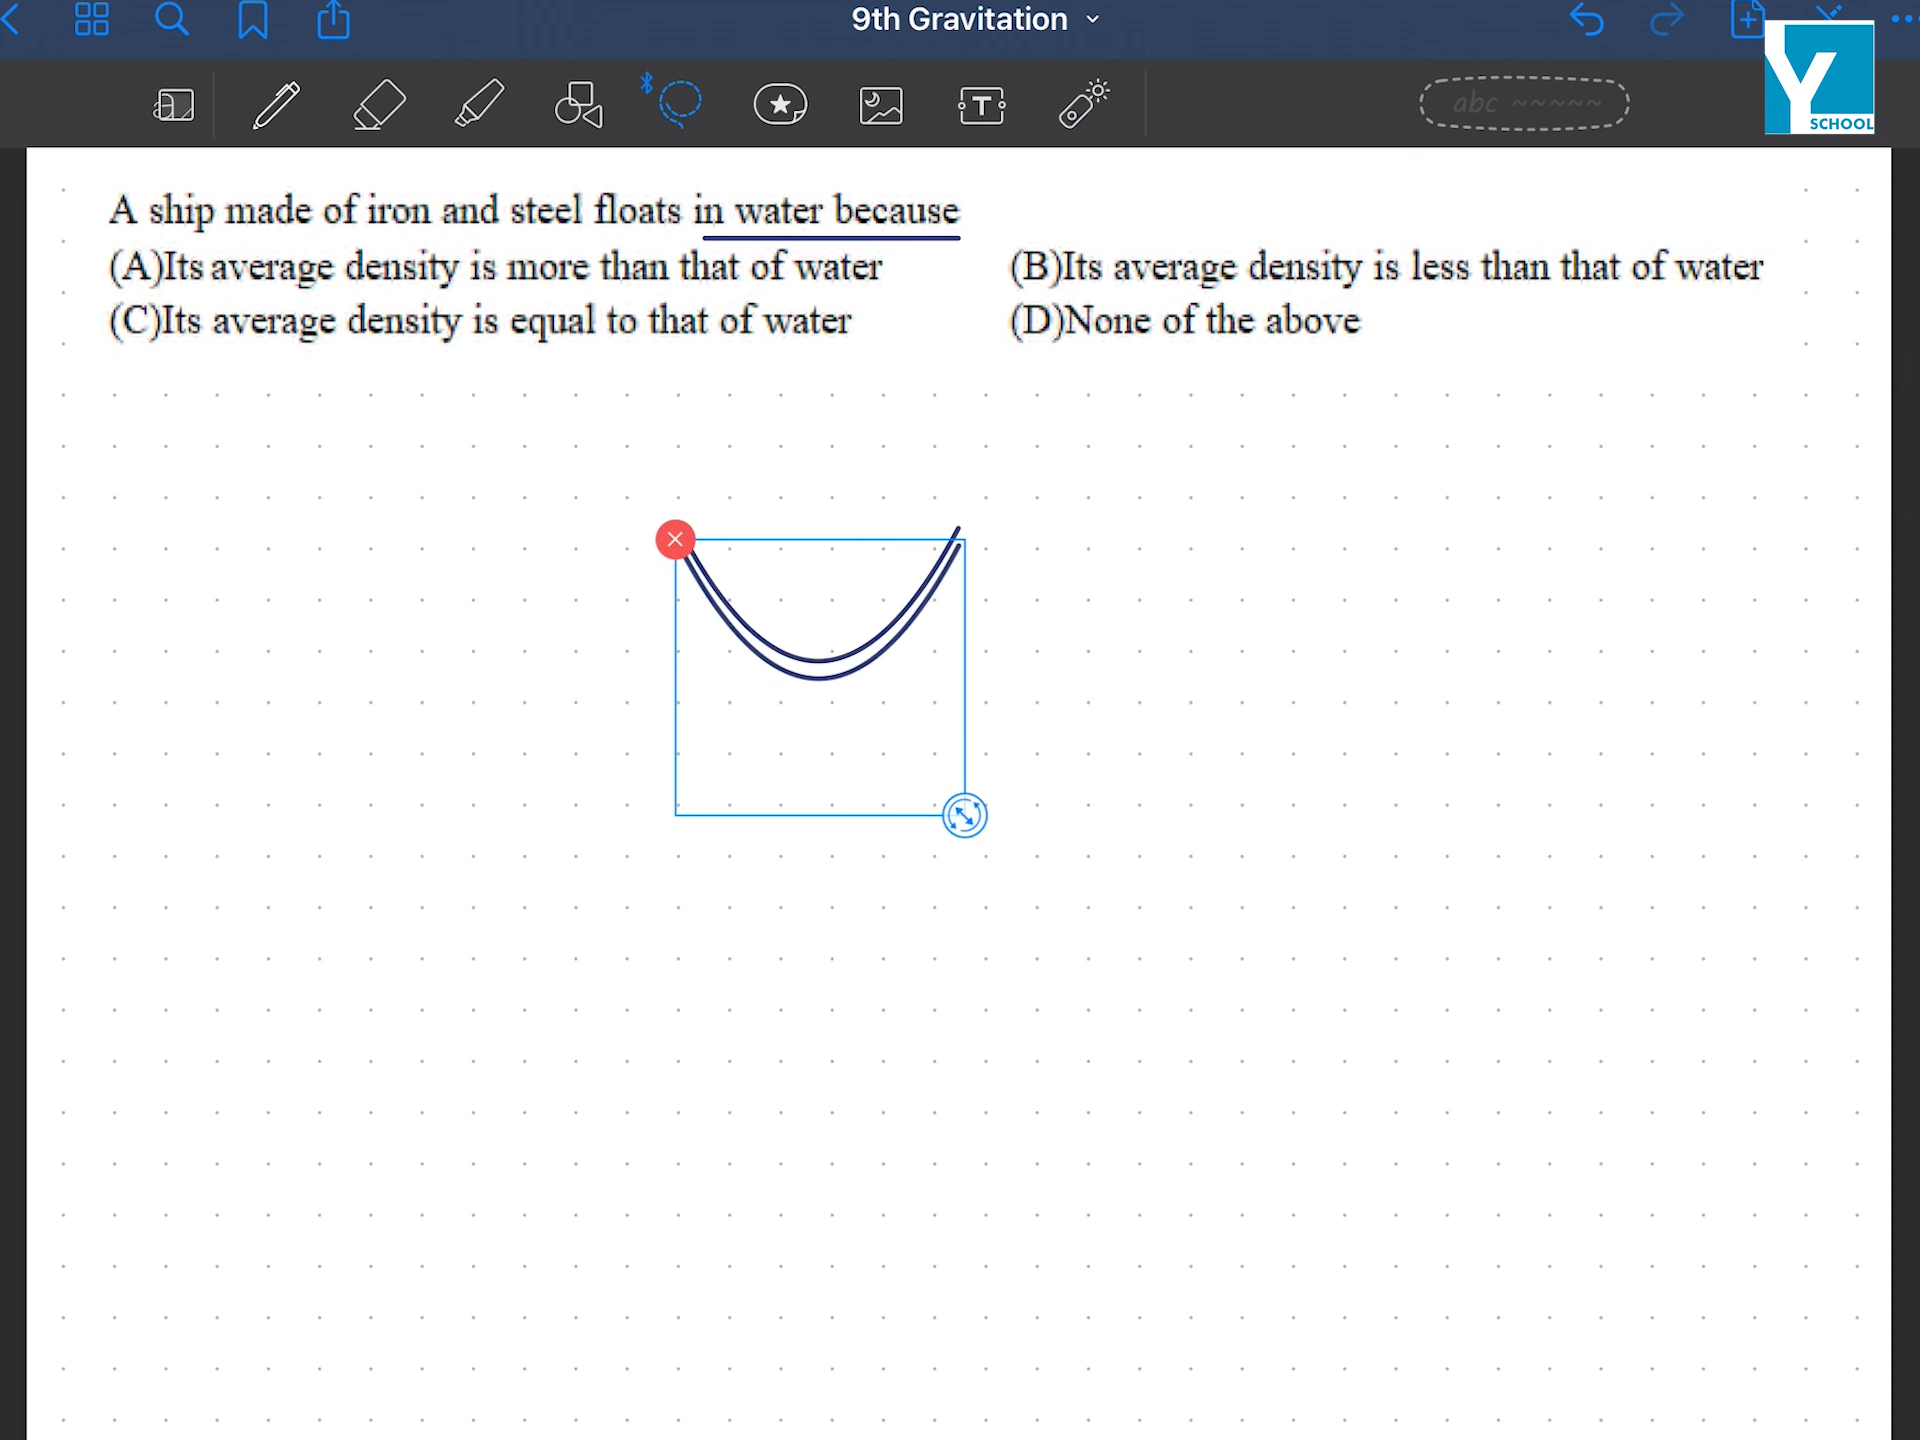 9th Gravitation
abc
Y
SCHOOL
A ship made of iron and steel floats in water because
(A)Its average density is more than that of water
(B)Its average density is less than that of water
(C)Its average density is equal to that of water
(D)None of the above